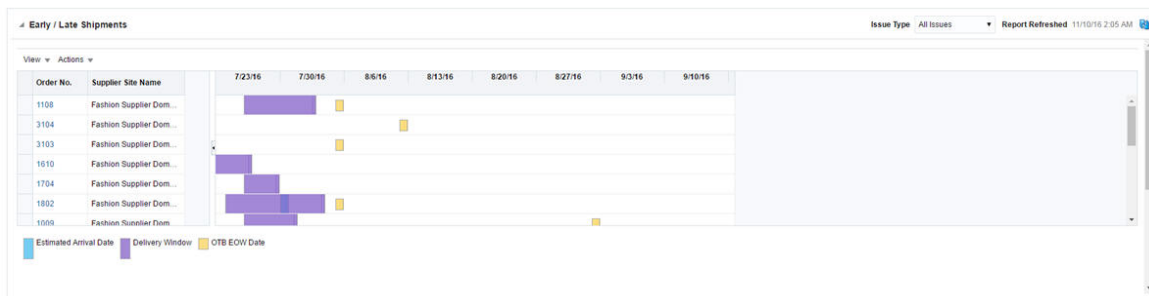 Early / Late Shipments
Issue Type All Issues Report Refreshed 11/10/16 2:05 AM
View Actions
Order No. Supplier Site Name 7/23/16 7/30/16 8/6/16 8/13/16 8/20/16 8/27/16 9/3/16 9/10/16
1108 Fashion Supplier Dom...
3104 Fashion Supplier Dom...
3103 Fashion Supplier Dom...
1610 Fashion Supplier Dom...
1704 Fashion Supplier Dom...
1802 Fashion Supplier Dom...
1009 Fashion Supplier Dom
Estimated Arrival Date Delivery Window OTB EOW Date